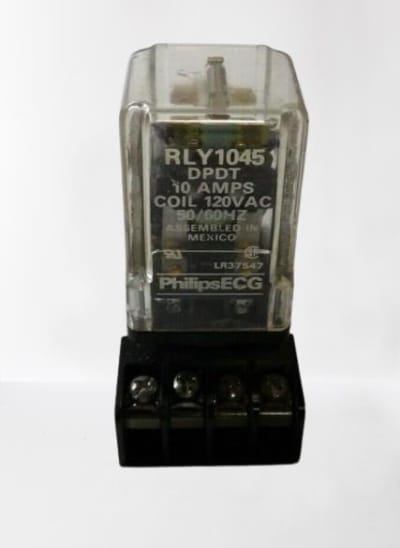 RLY1045
DPDT
10 AMPS
COIL 120VAC
50/60HZ
ASSEMBLED IN
MEXICO
LR37547
PhilipsECG